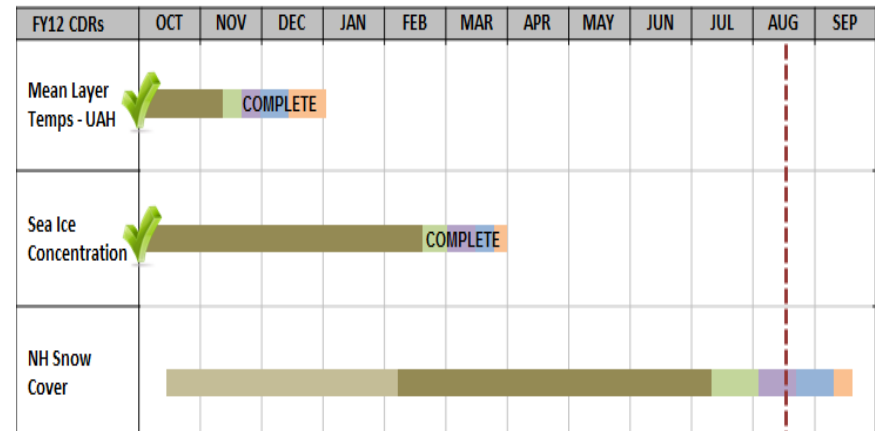 FY12 CDRs OCT NOV DEC JAN FEB MAR APR MAY JUN JUL AUG SEP
Mean Layer
Temps - UAH
COMPLETE
Sea Ice
Concentration
COMPLETE
NH Snow
Cover